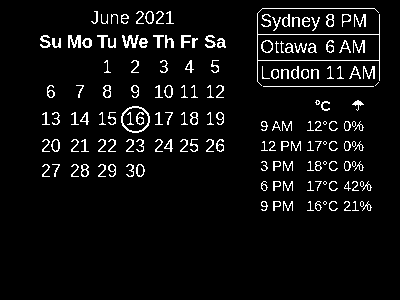 June 2021
Su Mo Tu We Th Fr Sa
1 2 3 4 5
6 7 8 9 10 11 12
13 14 15 16 17 18 19
20 21 22 23 24 25 26
27 28 29 30
Sydney 8 PM
Ottawa 6 AM
London 11 AM
°C ☂
9 AM 12°C 0%
12 PM 17°C 0%
3 PM 18°C 0%
6 PM 17°C 42%
9 PM 16°C 21%